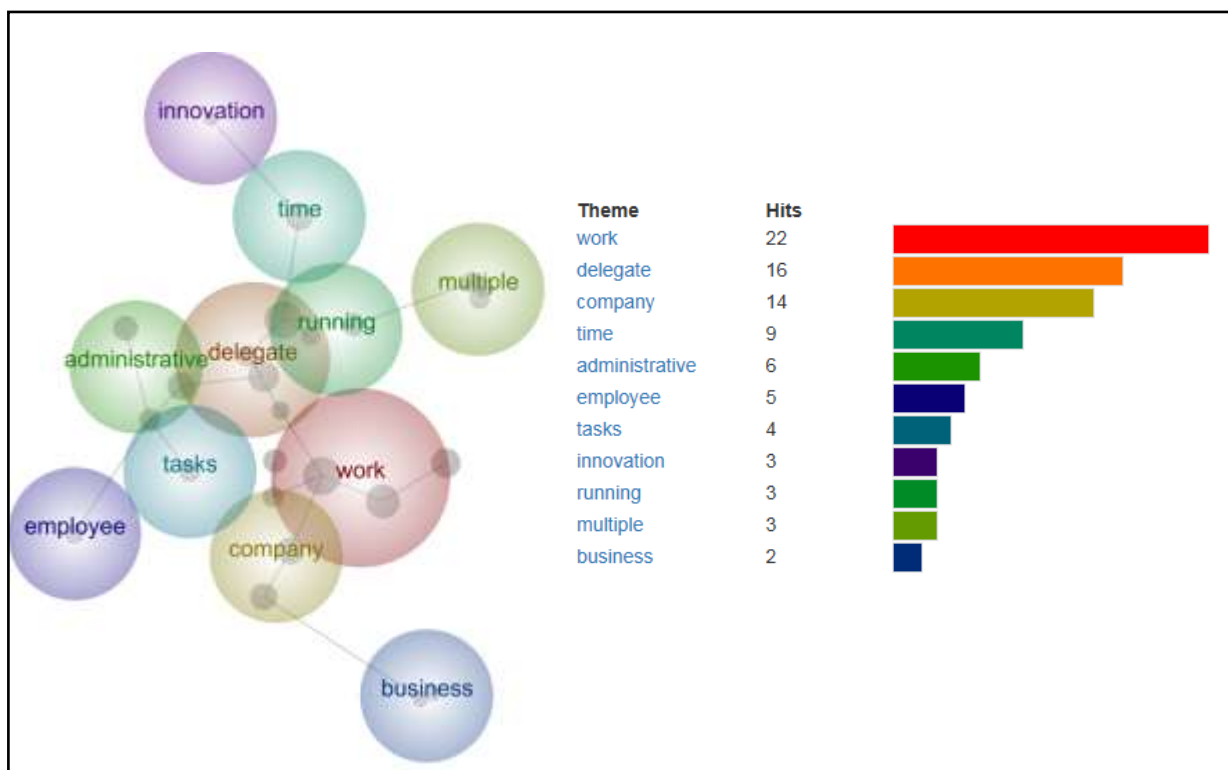 innovation
time
multiple
running
delegate
administrative
tasks
work
employee
company
business
Theme Hits
work 22
delegate 16
company 14
time 9
administrative 6
employee 5
tasks 4
innovation 3
running 3
multiple 3
business 2